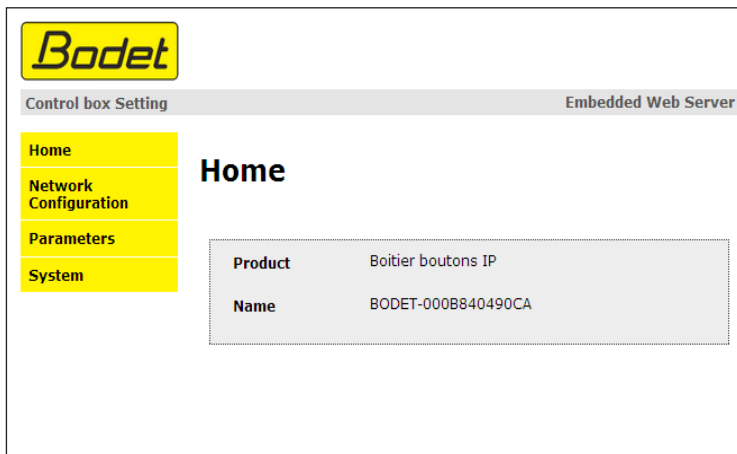 Bodet
Control box Setting
Embedded Web Server
Home
Network
Configuration
Parameters
System
Home
Product Boitier boutons IP
Name BODET-000B840490CA